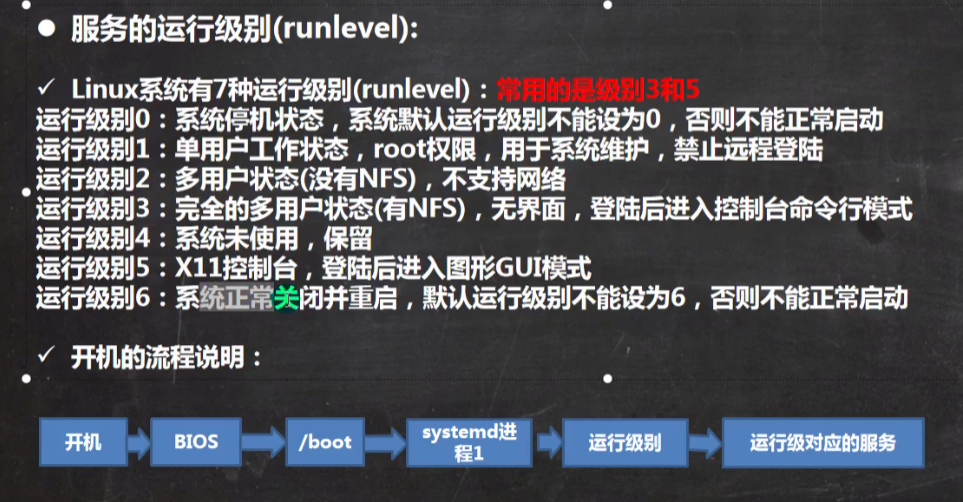 ● 服务的运行级别(runlevel):
✓ Linux系统有7种运行级别(runlevel)：常用的是级别3和5
运行级别0：系统停机状态，系统默认运行级别不能设为0，否则不能正常启动
运行级别1：单用户工作状态，root权限，用于系统维护，禁止远程登陆
运行级别2：多用户状态(没有NFS)，不支持网络
运行级别3：完全的多用户状态(有NFS)，无界面，登陆后进入控制台命令行模式
运行级别4：系统未使用，保留
运行级别5：X11控制台，登陆后进入图形GUI模式
运行级别6：系统正常关闭并重启，默认运行级别不能设为6，否则不能正常启动
✓ 开机的流程说明：
开机
BIOS
/boot
systemd进
程1
运行级别
运行级对应的服务